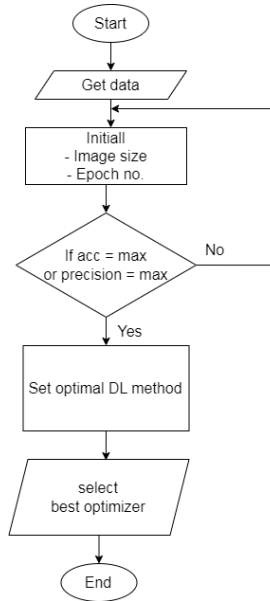 Start
Get data
Initiall
- Image size
- Epoch no.
If acc = max
or precision = max
No
Yes
Set optimal DL method
select
best optimizer
End